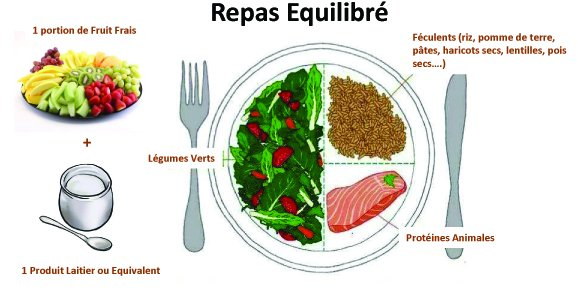 Repas Equilibré
1 portion de Fruit Frais
Féculents (riz, pomme de terre,
pâtes, haricots secs, lentilles, pois
secs....)
+
Légumes Verts
Protéines Animales
1 Produit Laitier ou Equivalent